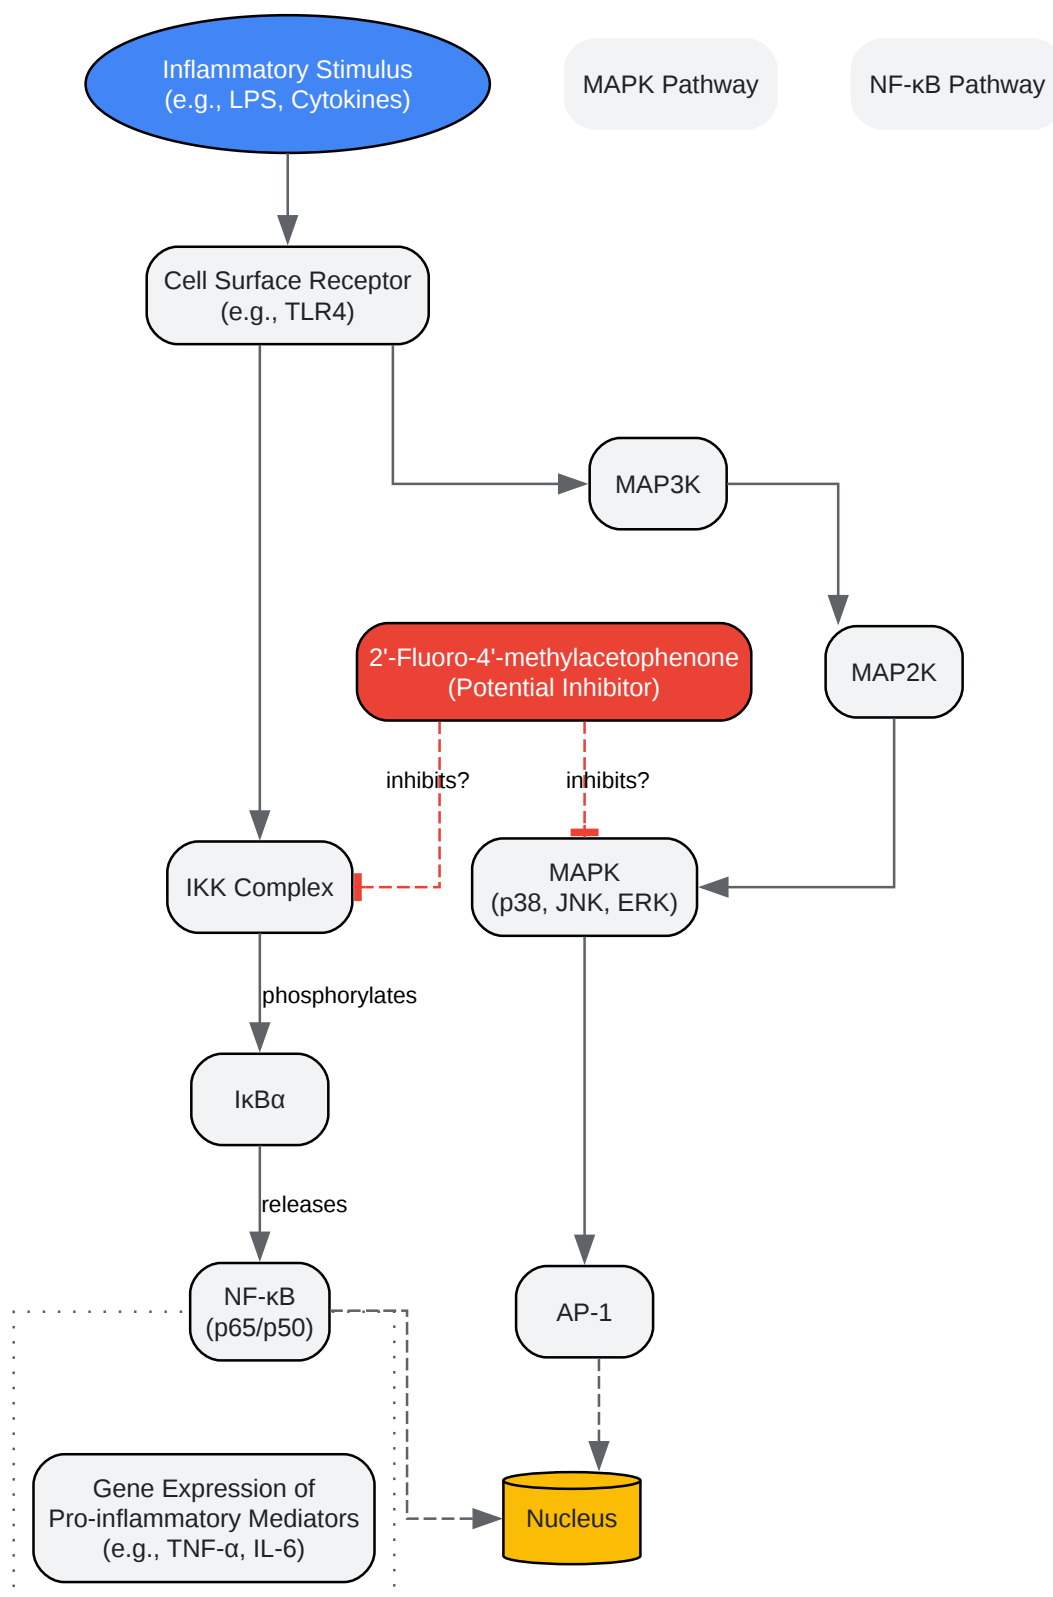 Inflammatory Stimulus
(e.g., LPS, Cytokines)
MAPK Pathway
NF-κB Pathway
Cell Surface Receptor
(e.g., TLR4)
MAP3K
2'-Fluoro-4'-methylacetophenone
(Potential Inhibitor)
MAP2K
inhibits?
inhibits?
IKK Complex
MAPK
(p38, JNK, ERK)
phosphorylates
IκBα
releases
NF-κB
(p65/p50)
AP-1
Gene Expression of
Pro-inflammatory Mediators
(e.g., TNF-α, IL-6)
Nucleus